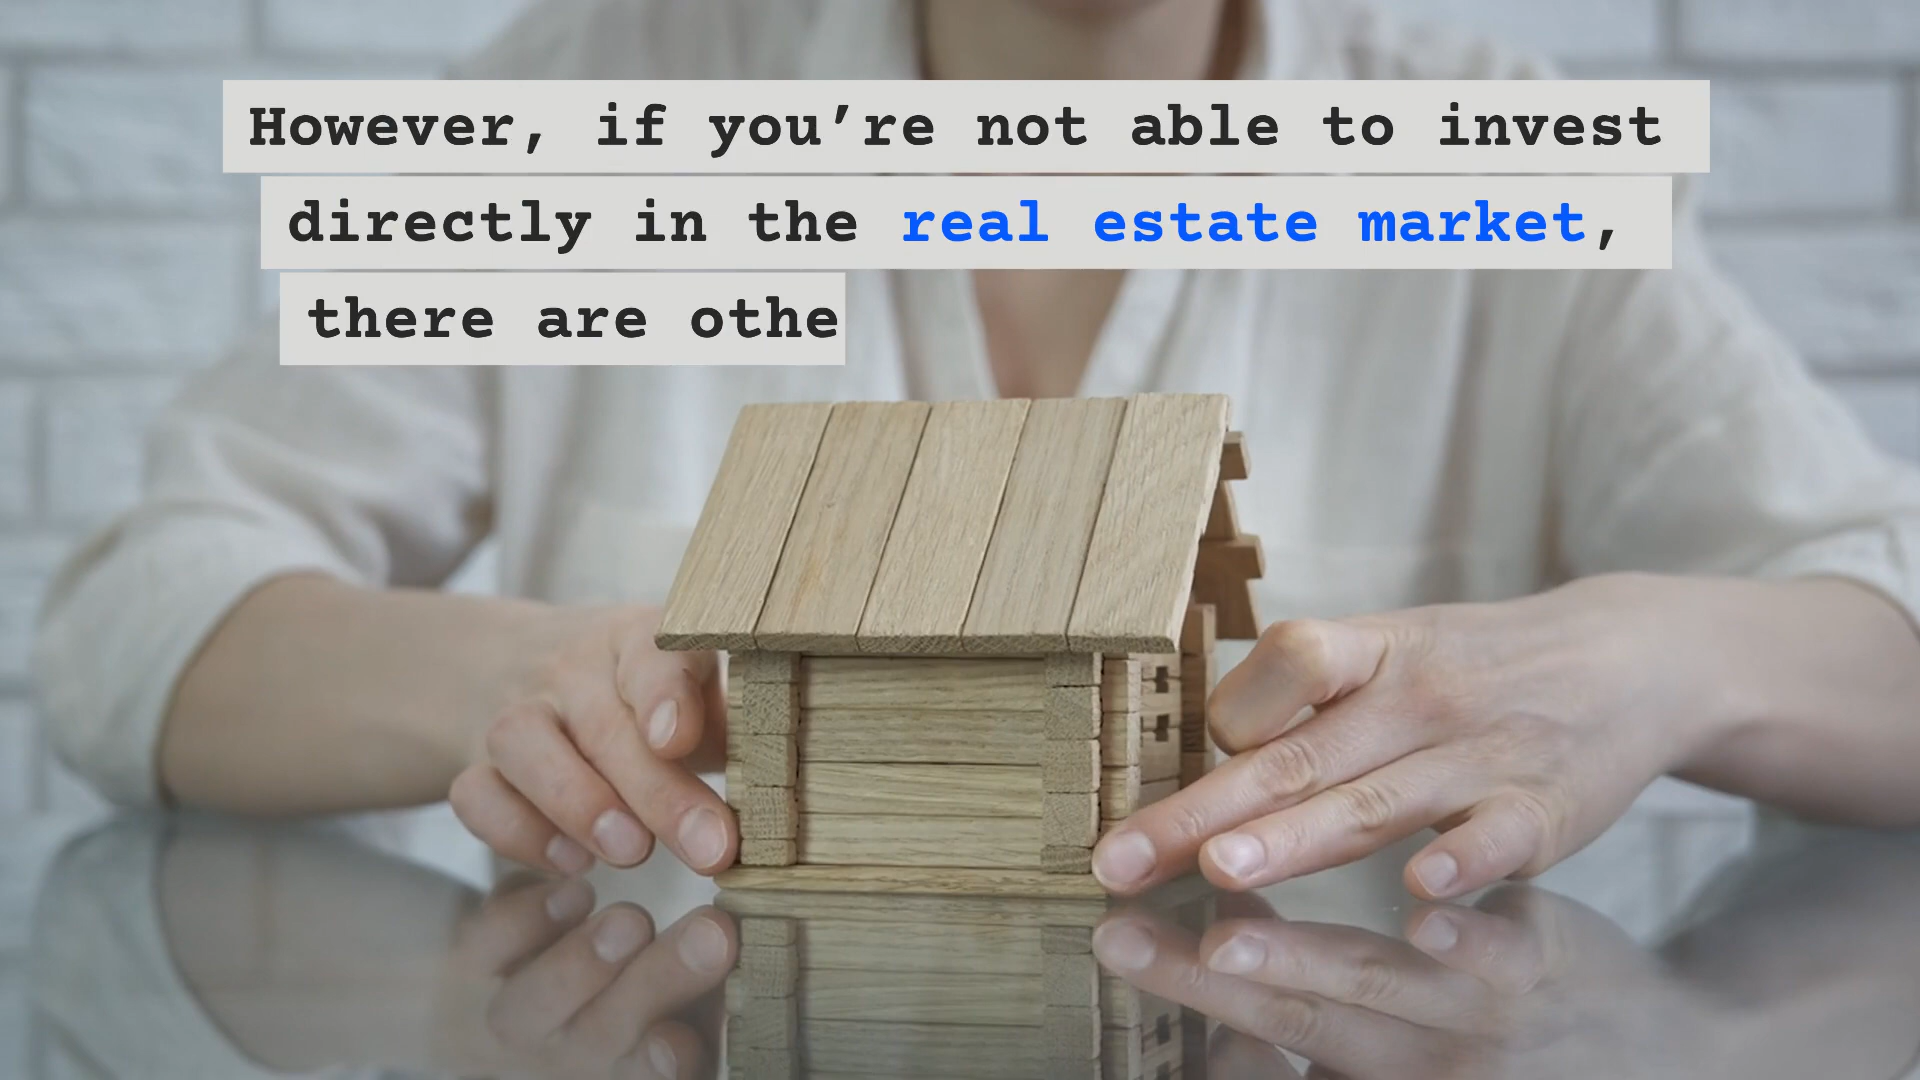 However, if you’re not able to invest
directly in the real estate market,
there are othe